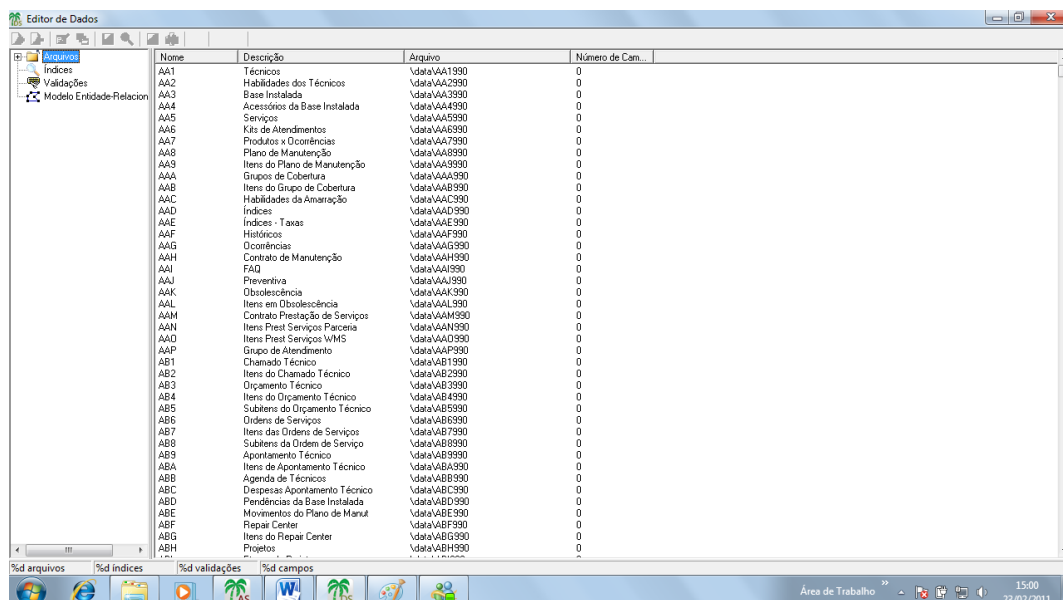 Editor de Dados
Arquivos
Índices
Validações
Modelo Entidade-Relacion
Nome Descrição Arquivo Número de Cam...
AA1 Técnicos \data\AA1990 0
AA2 Habilidades dos Técnicos \data\AA2990 0
AA3 Base Instalada \data\AA3990 0
AA4 Acessórios da Base Instalada \data\AA4990 0
AA5 Serviços \data\AA5990 0
AA6 Kits de Atendimentos \data\AA6990 0
AA7 Produtos x Ocorrências \data\AA7990 0
AA8 Plano de Manutenção \data\AA8990 0
AA9 Itens do Plano de Manutenção \data\AA9990 0
AAA Grupos de Cobertura \data\AAA990 0
AAB Itens do Grupo de Cobertura \data\AAB990 0
AAC Habilidades da Amarração \data\AAC990 0
AAD Índices \data\AAD990 0
AAE Índices - Taxas \data\AAE990 0
AAF Históricos \data\AAF990 0
AAG Ocorrências \data\AAG990 0
AAH Contrato de Manutenção \data\AAH990 0
AAI FAQ \data\AAI990 0
AAJ Preventiva \data\AAJ990 0
AAK Obsolescência \data\AAK990 0
AAL Itens em Obsolescência \data\AAL990 0
AAM Contrato Prestação de Serviços \data\AAM990 0
AAN Itens Prest Serviços Parceria \data\AAN990 0
AAO Itens Prest Serviços WMS \data\AAO990 0
AAP Grupo de Atendimento \data\AAP990 0
AB1 Chamado Técnico \data\AB1990 0
AB2 Itens do Chamado Técnico \data\AB2990 0
AB3 Orçamento Técnico \data\AB3990 0
AB4 Itens do Orçamento Técnico \data\AB4990 0
AB5 Subitens do Orçamento Técnico \data\AB5990 0
AB6 Ordens de Serviços \data\AB6990 0
AB7 Itens das Ordens de Serviços \data\AB7990 0
AB8 Subitens da Ordem de Serviço \data\AB8990 0
AB9 Apontamento Técnico \data\AB9990 0
ABA Itens de Apontamento Técnico \data\ABA990 0
ABB Agenda de Técnicos \data\ABB990 0
ABC Despesas Apontamento Técnico \data\ABC990 0
ABD Pendências da Base Instalada \data\ABD990 0
ABE Movimentos do Plano de Manut \data\ABE990 0
ABF Repair Center \data\ABF990 0
ABG Itens do Repair Center \data\ABG990 0
ABH Projetos \data\ABH990 0
%d arquivos %d índices %d validações %d campos
Área de Trabalho » 15:00
23/02/2011